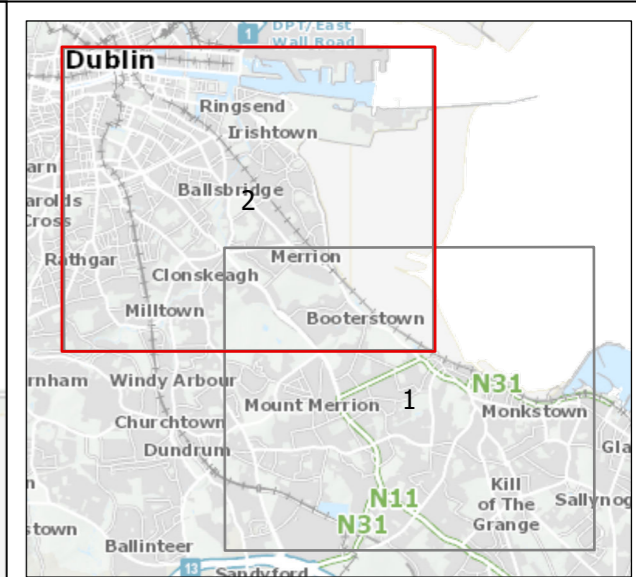 DPT/East
1
Wall Road
Dublin
Ringsend
Irishtown
arn
Ballsbridge
arolds
2
Cross
Merrion
Rathgar
Clonskeagh
Milltown
Booterstown
rnham
Windy Arbour
N31
Mount Merrion
1
Monkstown
Churchtown
Gla
Dundrum
Kill
n
of The
Sallynog
N11
Grange
stown
N31
Ballinteer
13
Sandyford